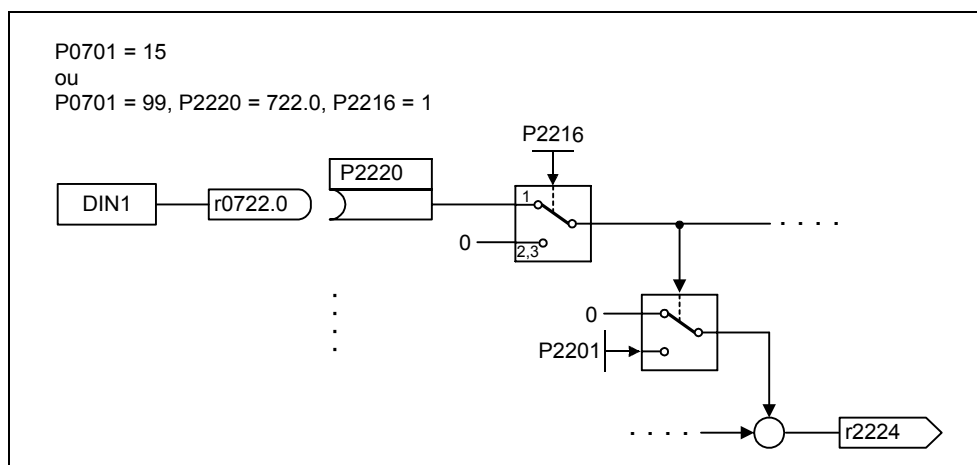 P0701 = 15
ou
P0701 = 99, P2220 = 722.0, P2216 = 1
P2216
P2220
DIN1
r0722.0
1
0
2,3
0
P2201
r2224